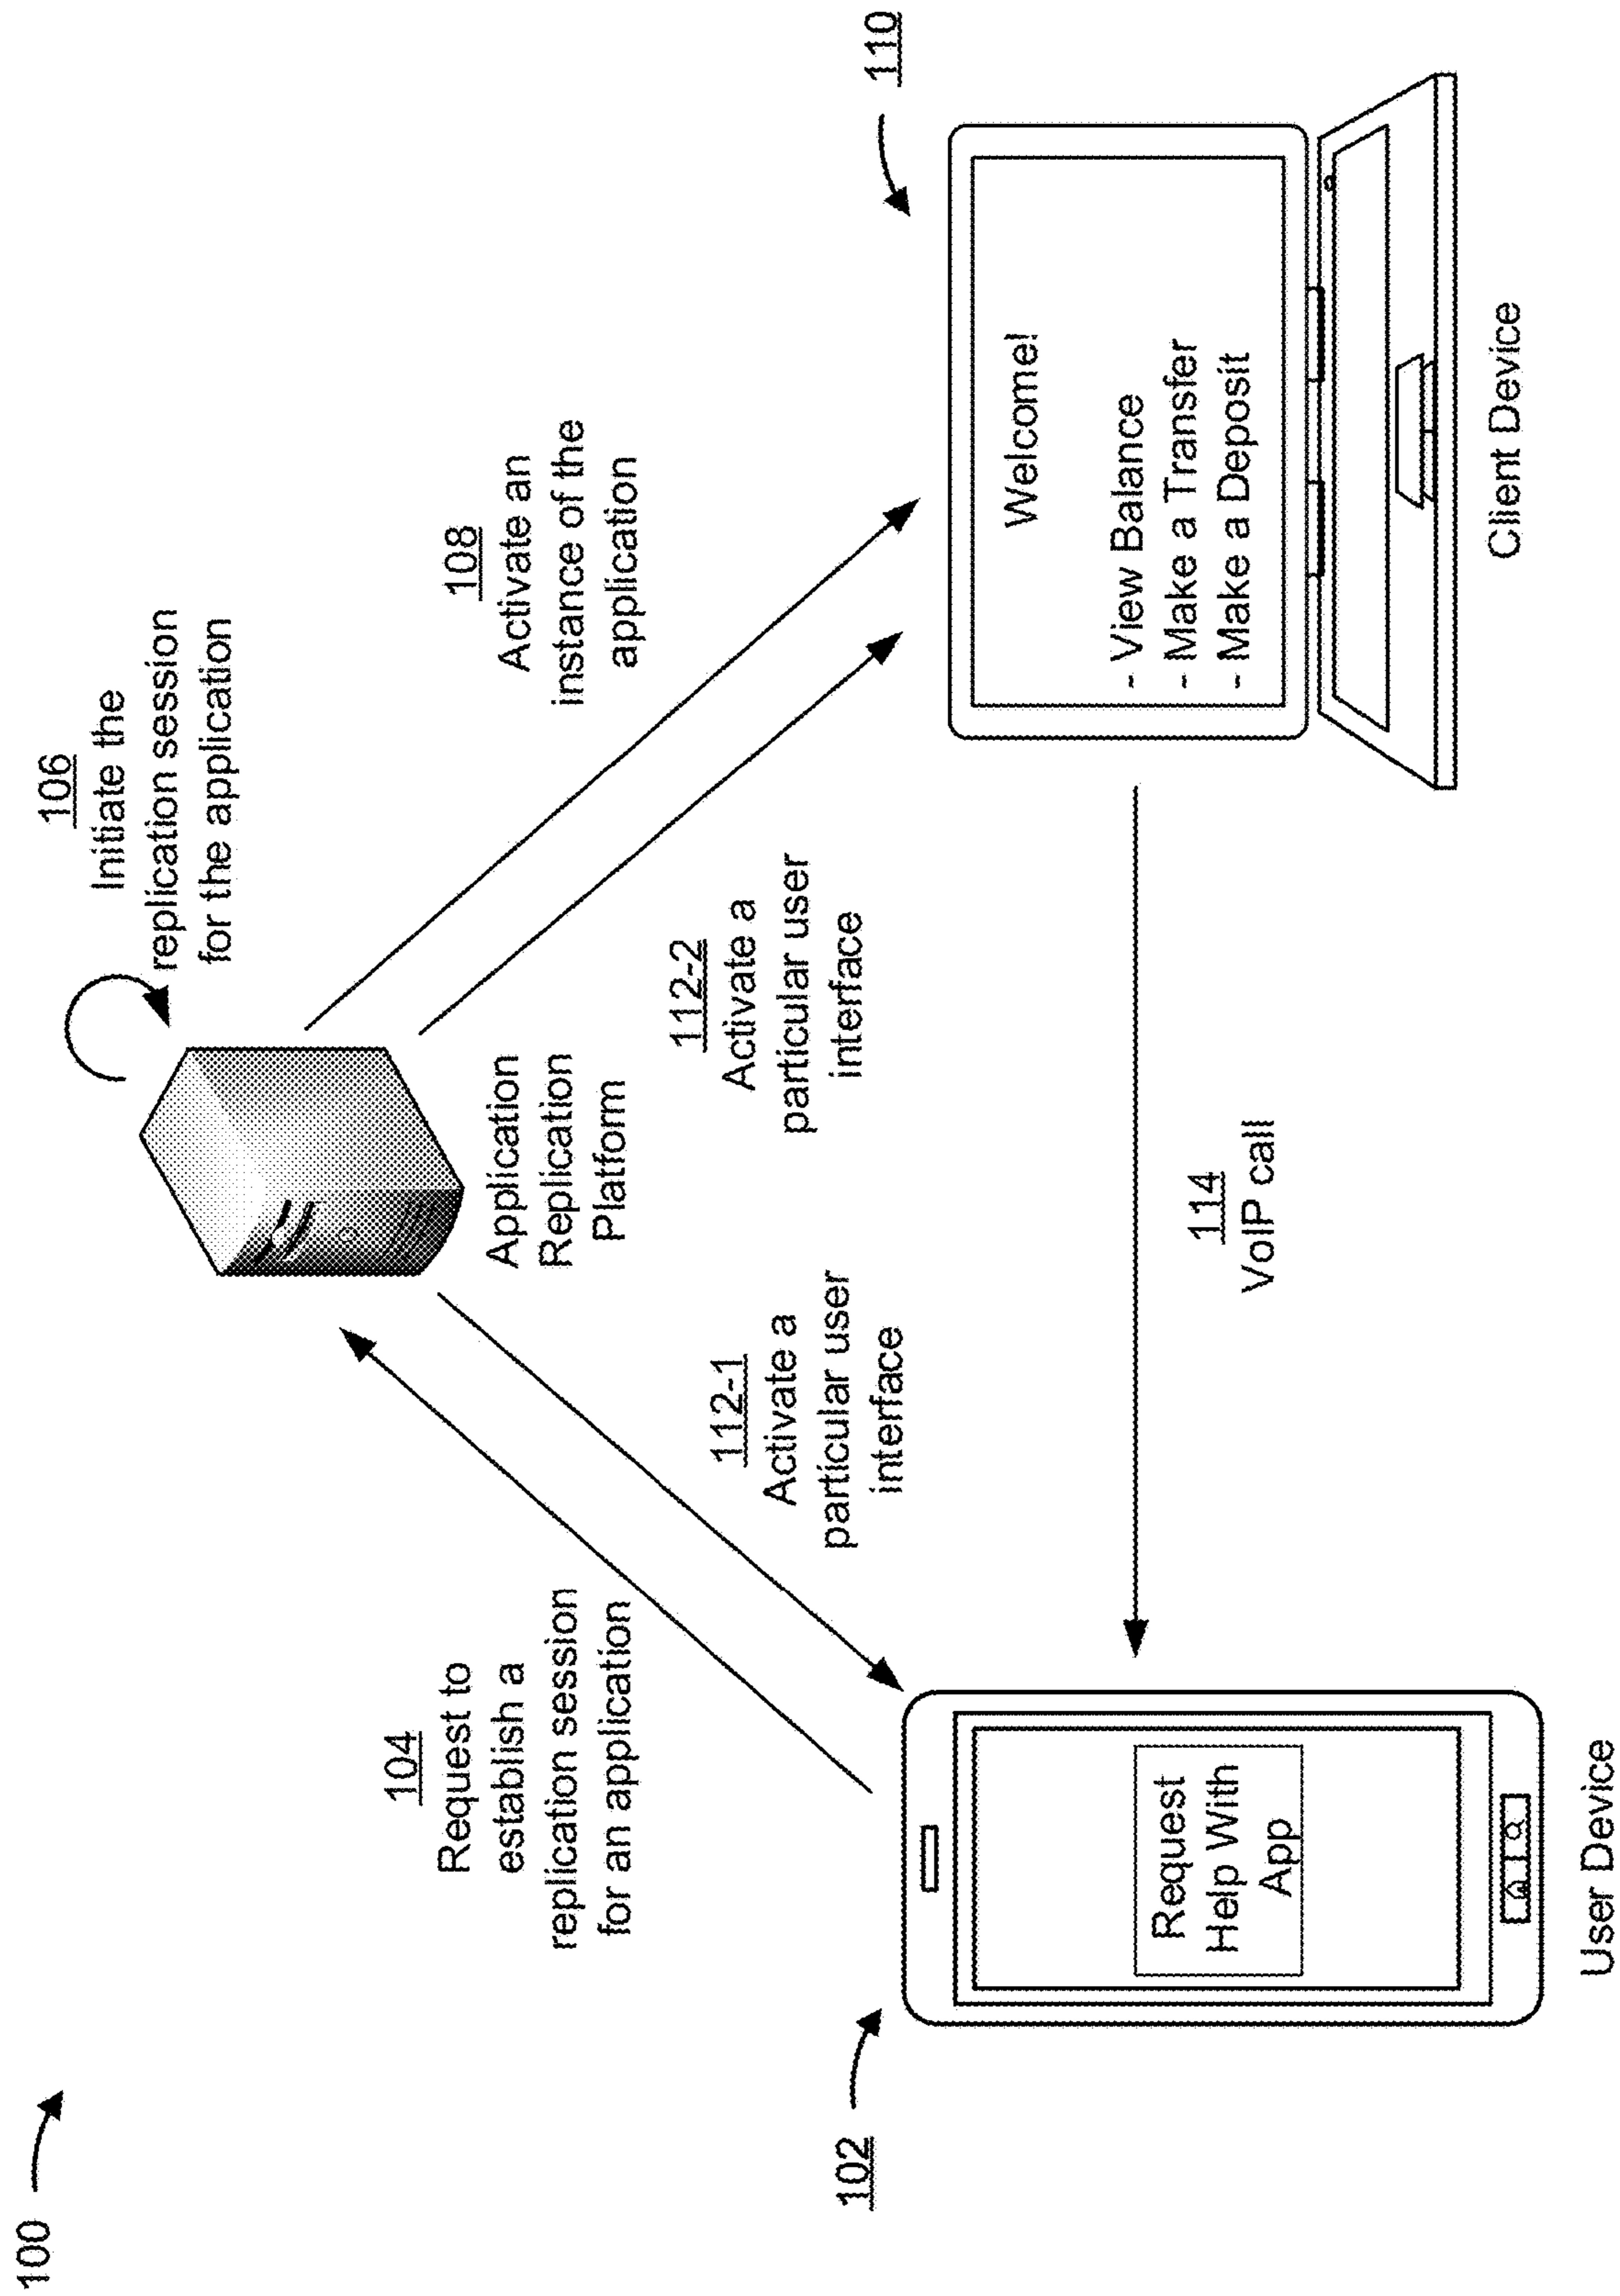 100
106
Initiate the
replication session
for the application
104
Request to
establish a
replication session
for an application
108
Activate an
instance of the
application
Application
Replication
Platform
112-1
Activate a
particular user
interface
112-2
Activate a
particular user
interface
102
110
Request
Help With
App
Welcome!
- View Balance
- Make a Transfer
- Make a Deposit
114
VoIP call
User Device
Client Device